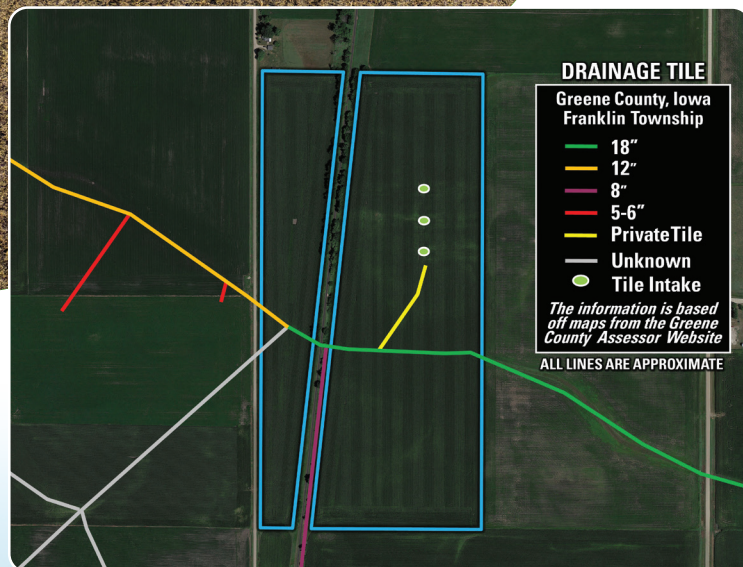 DRAINAGE TILE
Greene County, Iowa
Franklin Township
18"
12"
8"
5-6"
Private Tile
Unknown
Tile Intake
The information is based
off maps from the Greene
County Assessor Website
ALL LINES ARE APPROXIMATE